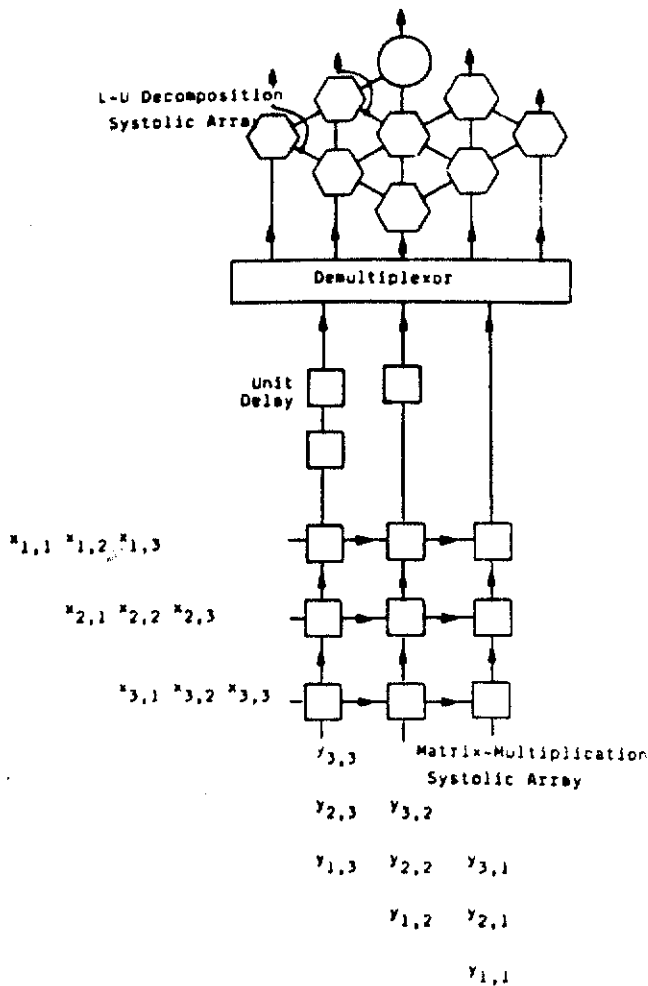 L-U Decomposition
Systolic Array
Demultiplexor
Unit
Delay
x1,1 x1,2 x1,3
x2,1 x2,2 x2,3
x3,1 x3,2 x3,3
y3,3
Matrix-Multiplication
Systolic Array
y2,3 y3,2
y1,3 y2,2 y3,1
y1,2 y2,1
y1,1